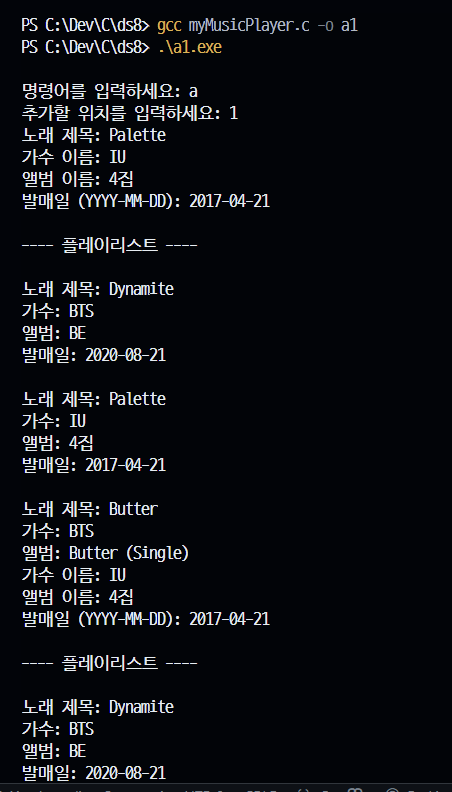 PS C:\Dev\C\ds8> gcc myMusicPlayer.c -o a1
PS C:\Dev\C\ds8> .\a1.exe
명령어를 입력하세요: a
추가할 위치를 입력하세요: 1
노래 제목: Palette
가수 이름: IU
앨범 이름: 4집
발매일 (YYYY-MM-DD): 2017-04-21
---- 플레이리스트 ----
노래 제목: Dynamite
가수: BTS
앨범: BE
발매일: 2020-08-21
노래 제목: Palette
가수: IU
앨범: 4집
발매일: 2017-04-21
노래 제목: Butter
가수: BTS
앨범: Butter (Single)
가수 이름: IU
앨범 이름: 4집
발매일 (YYYY-MM-DD): 2017-04-21
---- 플레이리스트 ----
노래 제목: Dynamite
가수: BTS
앨범: BE
발매일: 2020-08-21